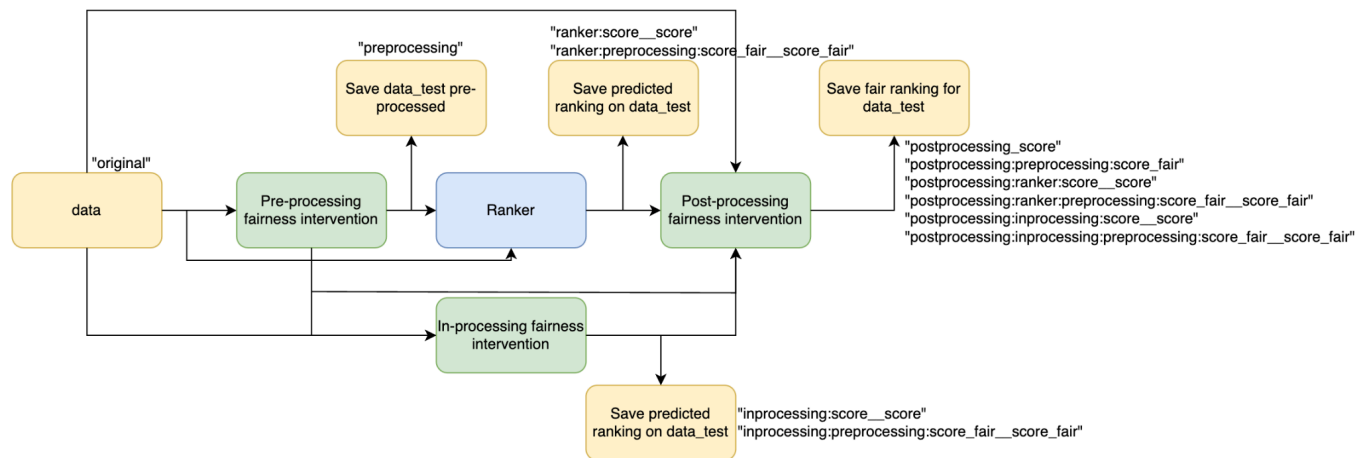 "ranker:score__score"
"preprocessing"
"ranker:preprocessing:score_fair__score_fair"
Save data_test pre-
processed
Save predicted
ranking on data_test
Save fair ranking for
data_test
"original"
"postprocessing_score"
"postprocessing:preprocessing:score_fair"
"postprocessing:ranker:score__score"
"postprocessing:ranker:preprocessing:score_fair__score_fair"
"postprocessing:inprocessing:score__score"
"postprocessing:inprocessing:preprocessing:score_fair__score_fair"
data
Pre-processing
fairness intervention
Ranker
Post-processing
fairness intervention
In-processing fairness
intervention
Save predicted
ranking on data_test
"inprocessing:score__score"
"inprocessing:preprocessing:score_fair__score_fair"